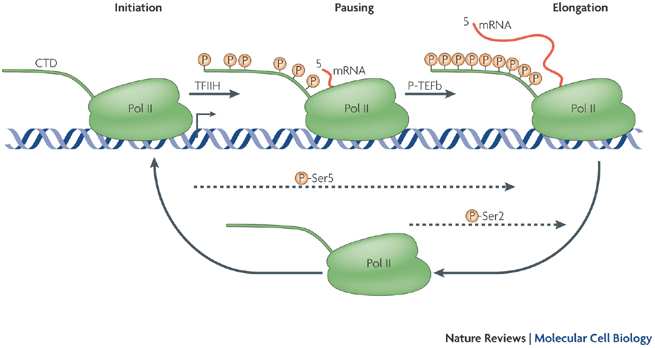 Initiation
Pausing
Elongation
CTD
P
P P
P
P
P
5
mRNA
P P P P P P P P P
P
5
mRNA
TFIIH
P-TEFb
Pol II
Pol II
Pol II
P-Ser5
P-Ser2
Pol II
Nature Reviews | Molecular Cell Biology